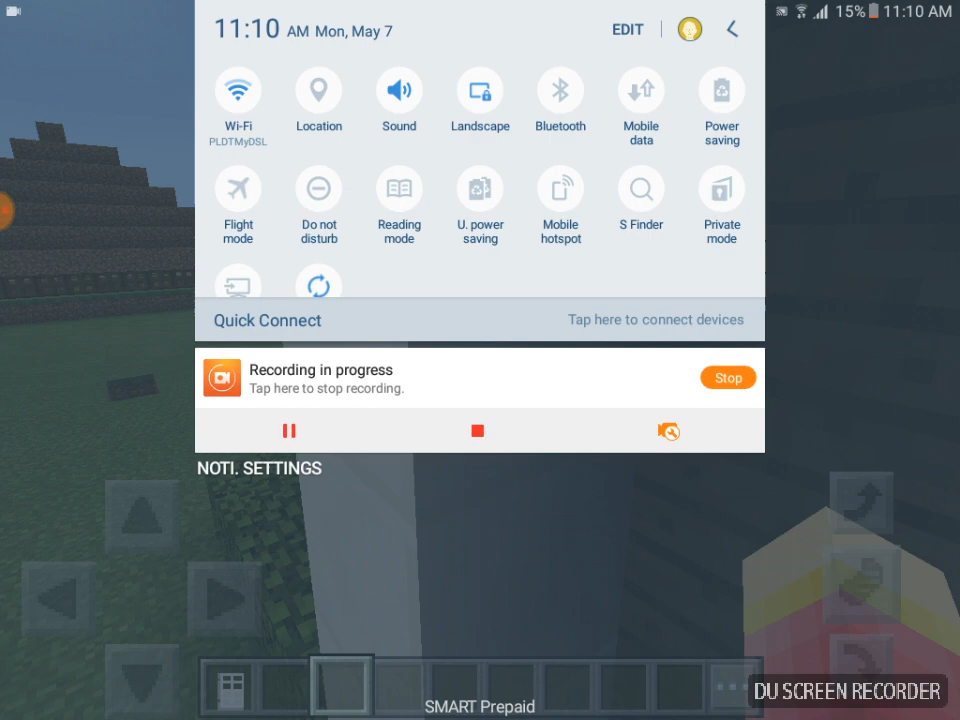 15% 11:10 AM
11:10 AM Mon, May 7
EDIT
Wi-Fi
PLDTMyDSL
Location
Sound
Landscape
Bluetooth
Mobile
data
Power
saving
Flight
mode
Do not
disturb
Reading
mode
U. power
saving
Mobile
hotspot
S Finder
Private
mode
Quick Connect
Tap here to connect devices
Recording in progress
Tap here to stop recording.
Stop
NOTI. SETTINGS
DU SCREEN RECORDER
SMART Prepaid